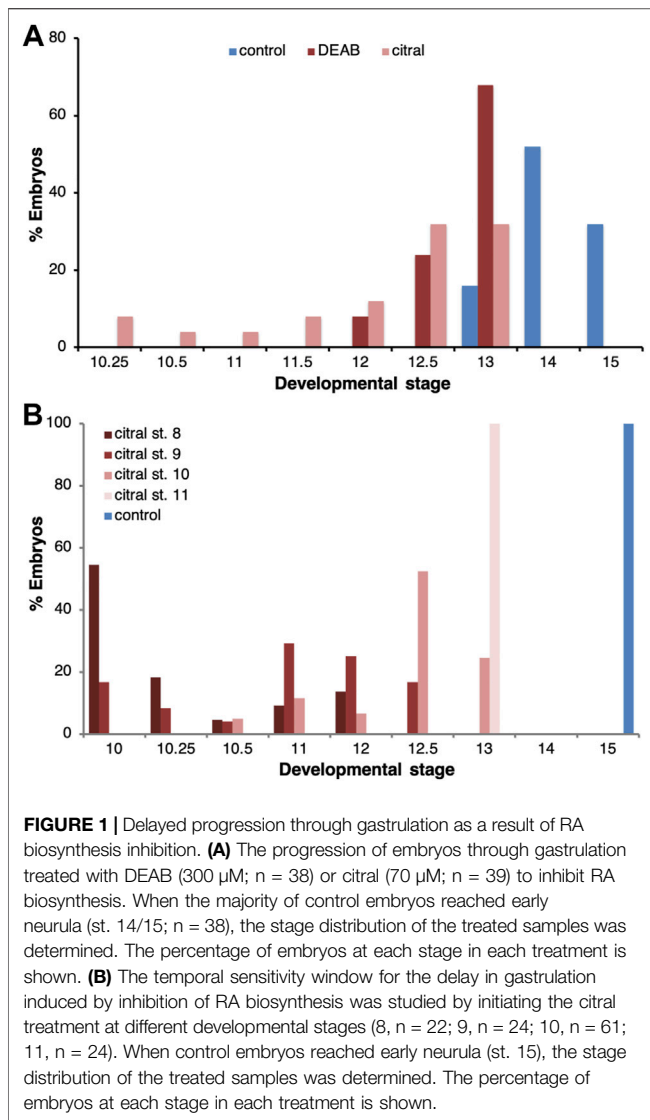 A
control DEAB citral
80
60
40
20
0
% Embryos
10.25 10.5 11 11.5 12 12.5 13 14 15
Developmental stage
B
100
80
60
40
20
0
% Embryos
citral st. 8
citral st. 9
citral st. 10
citral st. 11
control
10 10.25 10.5 11 12 12.5 13 14 15
Developmental stage
FIGURE 1 | Delayed progression through gastrulation as a result of RA
biosynthesis inhibition. (A) The progression of embryos through gastrulation
treated with DEAB (300 µM; n = 38) or citral (70 µM; n = 39) to inhibit RA
biosynthesis. When the majority of control embryos reached early
neurula (st. 14/15; n = 38), the stage distribution of the treated samples was
determined. The percentage of embryos at each stage in each treatment is
shown. (B) The temporal sensitivity window for the delay in gastrulation
induced by inhibition of RA biosynthesis was studied by initiating the citral
treatment at different developmental stages (8, n = 22; 9, n = 24; 10, n = 61;
11, n = 24). When control embryos reached early neurula (st. 15), the stage
distribution of the treated samples was determined. The percentage of
embryos at each stage in each treatment is shown.